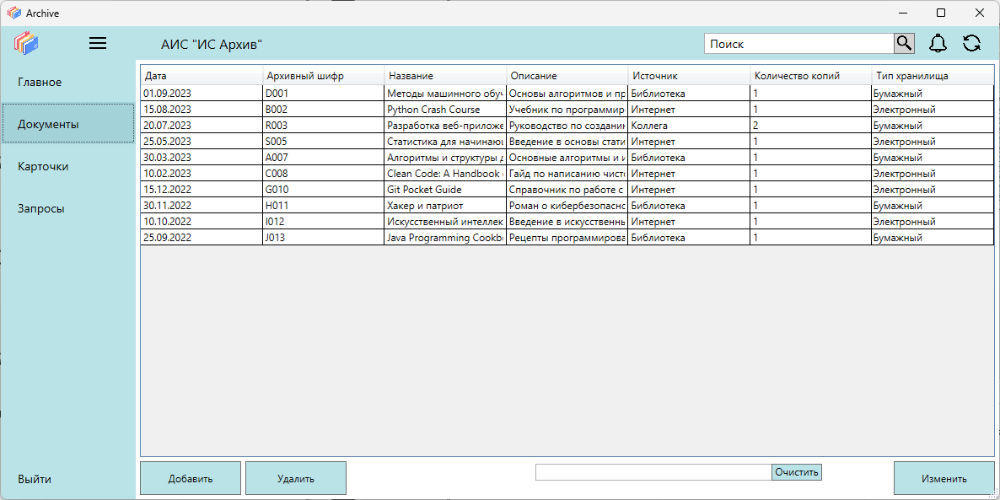 Archive
АИС "ИС Архив"
Поиск
Главное
Документы
Карточки
Запросы
Выйти
Дата Архивный шифр Название Описание Источник Количество копий Тип хранилища
01.09.2023 D001 Методы машинного обуч Основы алгоритмов и пр Библиотека 1 Бумажный
15.08.2023 B002 Python Crash Course Учебник по программир Интернет 1 Электронный
20.07.2023 R003 Разработка веб-приложе Руководство по создани Коллега 2 Бумажный
25.05.2023 S005 Статистика для начинаю Введение в основы стати Интернет 1 Электронный
30.03.2023 A007 Алгоритмы и структуры Основные алгоритмы и Библиотека 1 Бумажный
10.02.2023 C008 Clean Code: A Handbook Гайд по написанию чист Интернет 1 Электронный
15.12.2022 G010 Git Pocket Guide Справочник по работе с Интернет 1 Электронный
30.11.2022 H011 Хакер и патриот Роман о кибербезопасно Библиотека 1 Бумажный
10.10.2022 I012 Искусственный интеллек Введение в искусственн Интернет 1 Электронный
25.09.2022 J013 Java Programming Cookb Рецепты программирова Библиотека 1 Бумажный
Добавить
Удалить
Очистить
Изменить